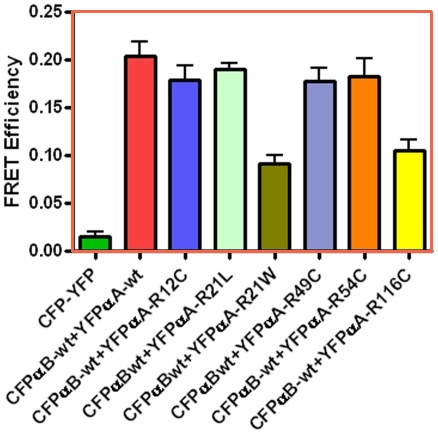 FRET Efficiency
0.25
0.20
0.15
0.10
0.05
0.00
CFP-YFP
CFPαB-wt+YFPαA-wt
CFPαB-wt+YFPαA-R12C
CFPαBwt+YFPαA-R21L
CFPαBwt+YFPαA-R21W
CFPαBwt+YFPαA-R49C
CFPαB-wt+YFPαA-R54C
CFPαB-wt+YFPαA-R116C